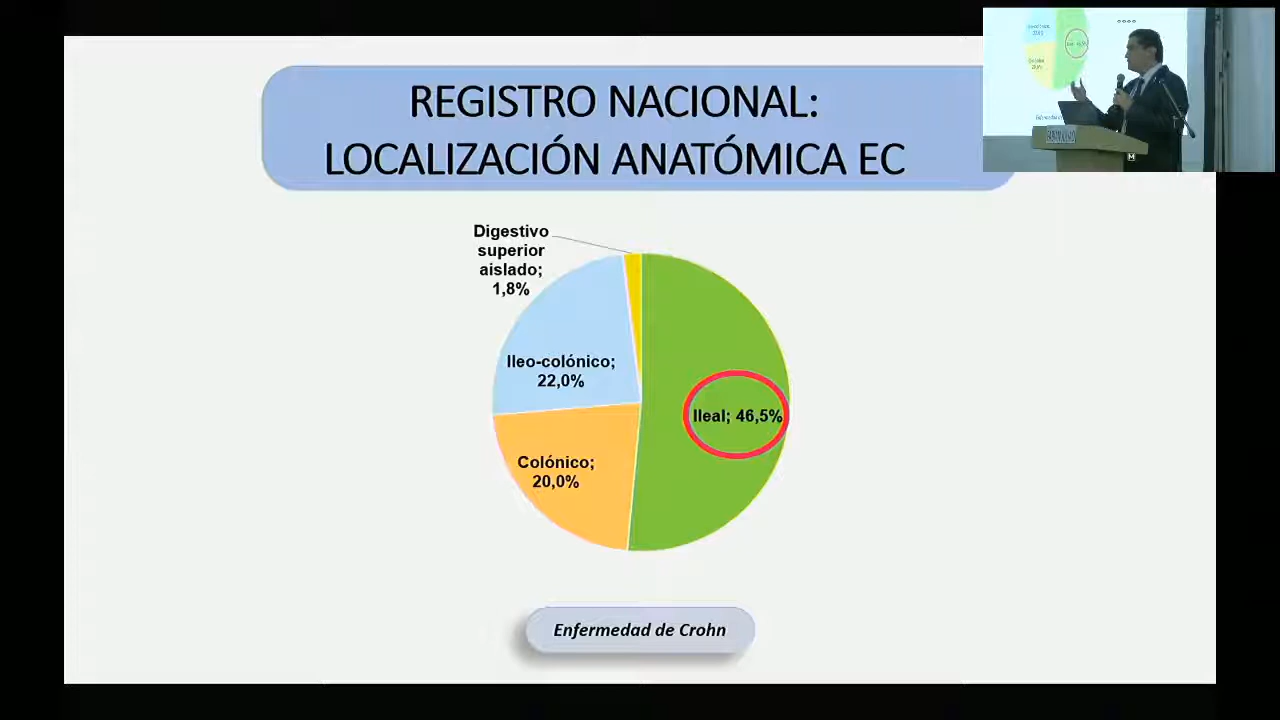 REGISTRO NACIONAL:
LOCALIZACIÓN ANATÓMICA EC
Digestivo
superior
aislado;
1,8%
Ileo-colónico;
22,0%
Ileal; 46,5%
Colónico;
20,0%
Enfermedad de Crohn